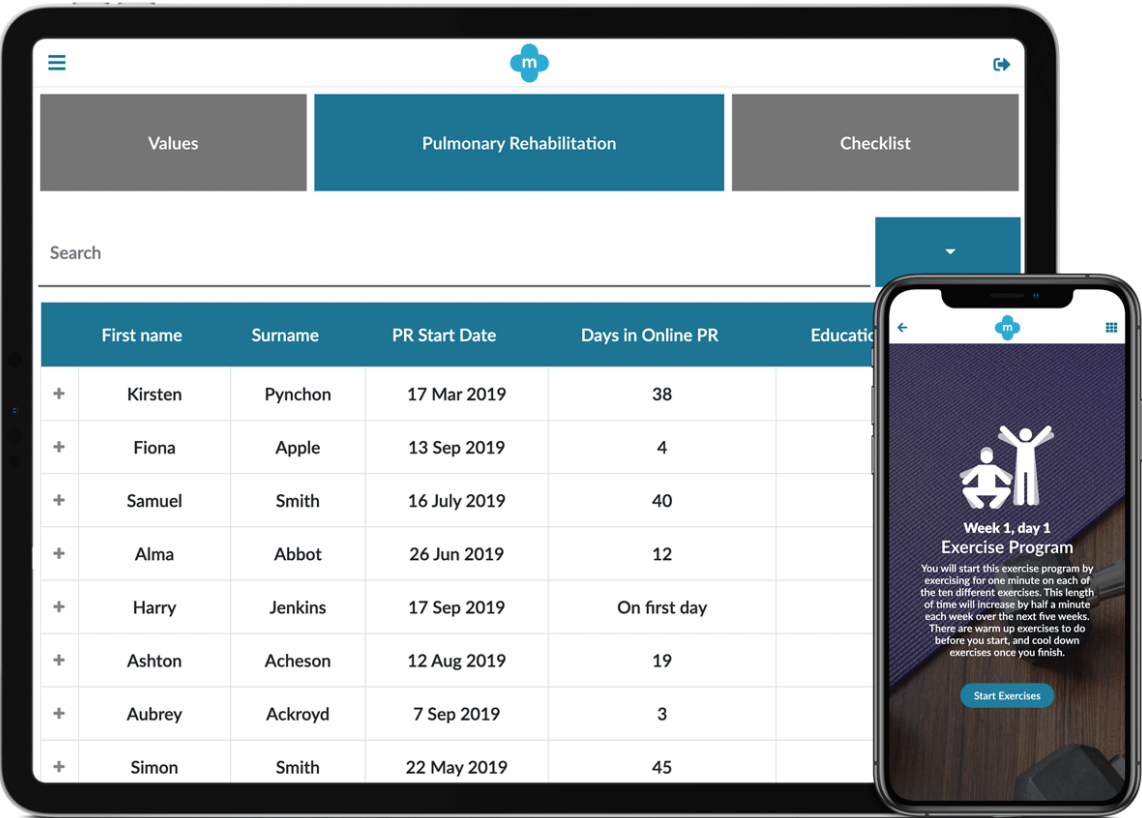 m
Values Pulmonary Rehabilitation Checklist
Search
First name Surname PR Start Date Days in Online PR
+ Kirsten Pynchon 17 Mar 2019 38
+ Fiona Apple 13 Sep 2019 4
+ Samuel Smith 16 July 2019 40
+ Alma Abbot 26 Jun 2019 12
+ Harry Jenkins 17 Sep 2019 On first day
+ Ashton Acheson 12 Aug 2019 19
+ Aubrey Ackroyd 7 Sep 2019 3
+ Simon Smith 22 May 2019 45
m
Week 1, day 1
Exercise Program
You will start this exercise program by
exercising for one minute on each of
the ten different exercises. This length
of time will increase by half a minute
each week over the next five weeks.
There are warm up exercises to do
before you start, and cool down
exercises once you finish.
Start Exercises